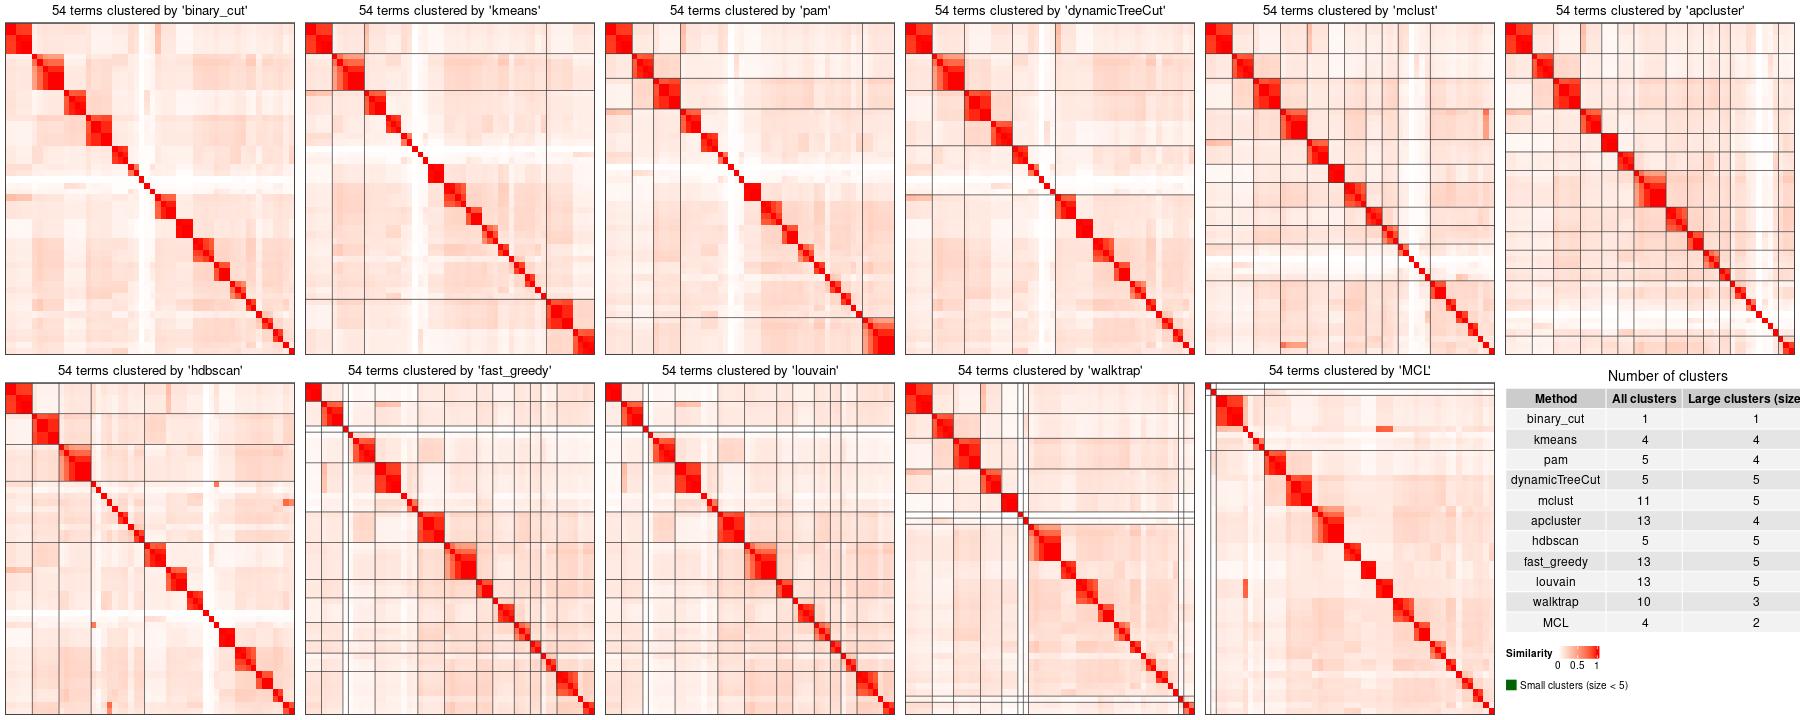 54 terms clustered by 'binary_cut'
54 terms clustered by 'kmeans'
54 terms clustered by 'pam'
54 terms clustered by 'dynamicTreeCut'
54 terms clustered by 'mclust'
54 terms clustered by 'apcluster'
54 terms clustered by 'hdbscan'
54 terms clustered by 'fast_greedy'
54 terms clustered by 'louvain'
54 terms clustered by 'walktrap'
54 terms clustered by 'MCL'
Number of clusters
Method All clusters Large clusters (size
binary_cut 1 1
kmeans 4 4
pam 5 4
dynamicTreeCut 5 5
mclust 11 5
apcluster 13 4
hdbscan 5 5
fast_greedy 13 5
louvain 13 5
walktrap 10 3
MCL 4 2
Similarity
0 0.5 1
Small clusters (size < 5)